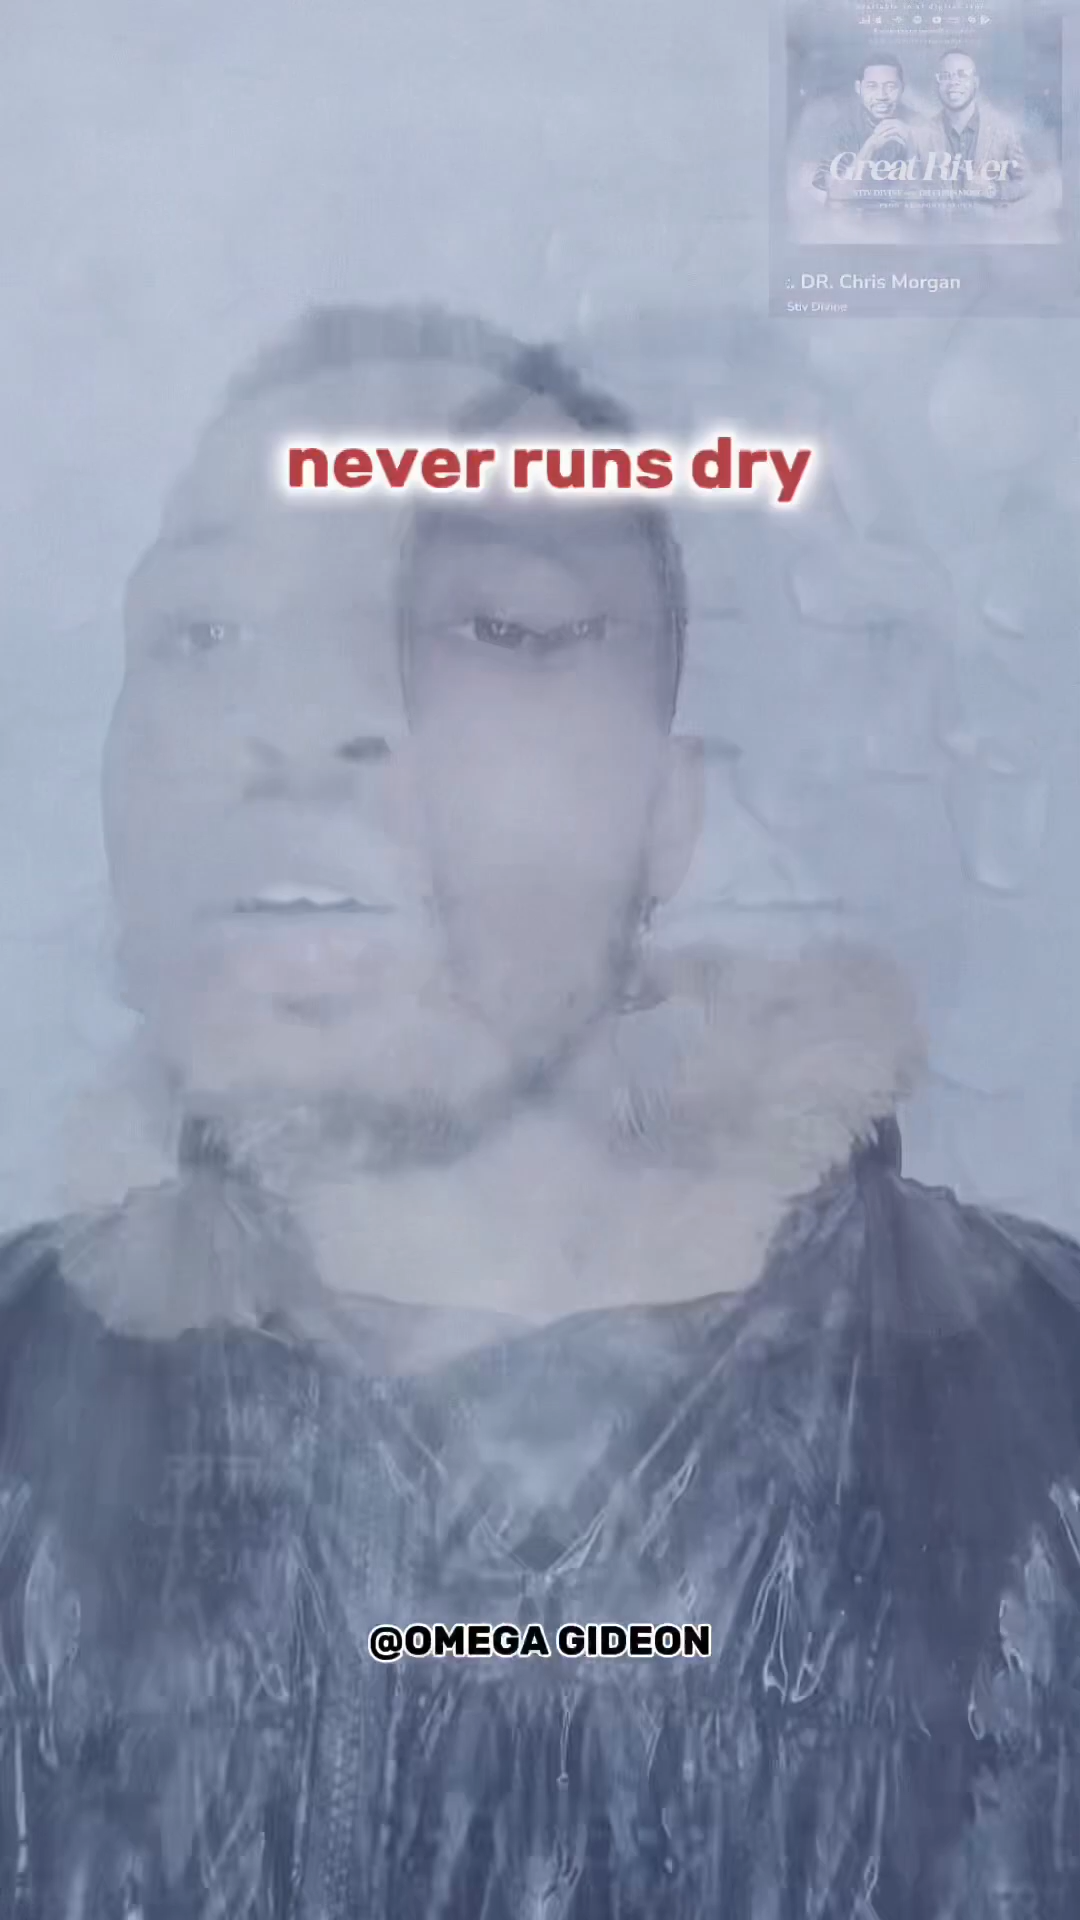 Great River
.. DR. Chris Morgan
Stiv Divine
never runs dry
@OMEGA GIDEON